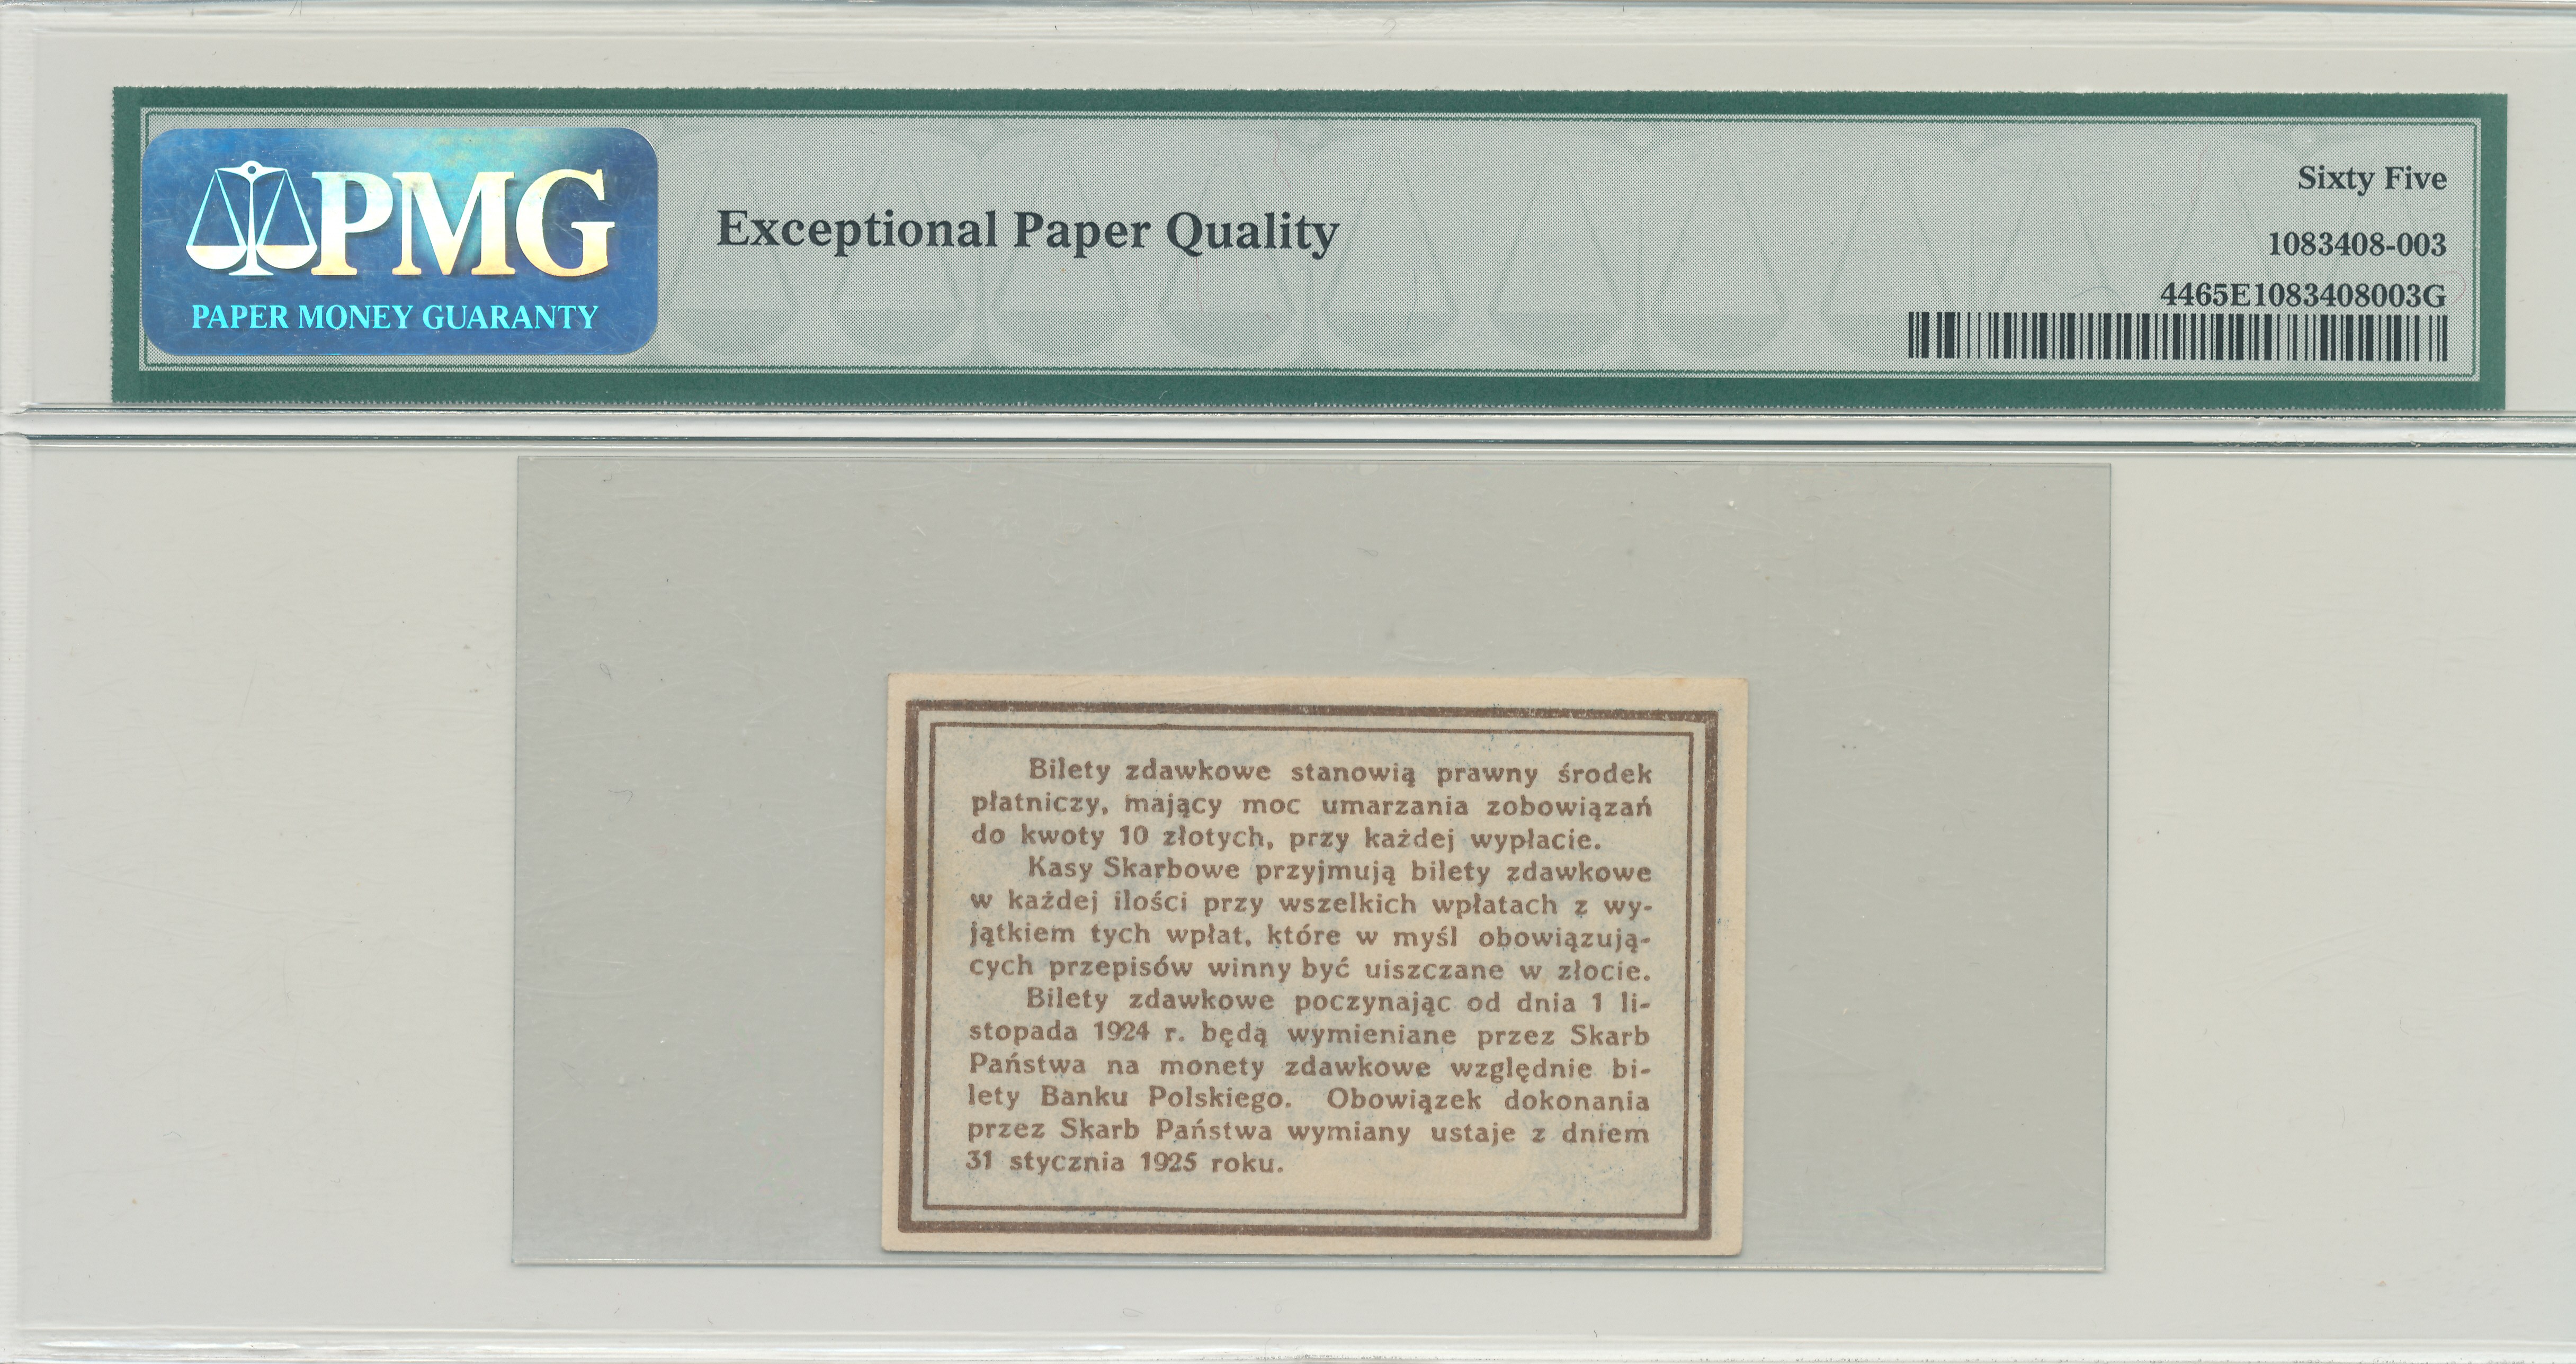 PMG
PAPER MONEY GUARANTY
Exceptional Paper Quality
Sixty Five
1083408-003
4465E1083408003G
Bilety zdawkowe stanowią prawny środek
płatniczy, mający moc umarzania zobowiązań
do kwoty 10 złotych, przy każdej wypłacie.
Kasy Skarbowe przyjmują bilety zdawkowe
w każdej ilości przy wszelkich wpłatach z wy-
jątkiem tych wpłat, które w myśl obowiązują-
cych przepisów winny być uiszczane w złocie.
Bilety zdawkowe poczynając od dnia 1 li-
stopada 1924 r. będą wymieniane przez Skarb
Państwa na monety zdawkowe względnie bi-
lety Banku Polskiego. Obowiązek dokonania
przez Skarb Państwa wymiany ustaje z dniem
31 stycznia 1925 roku.